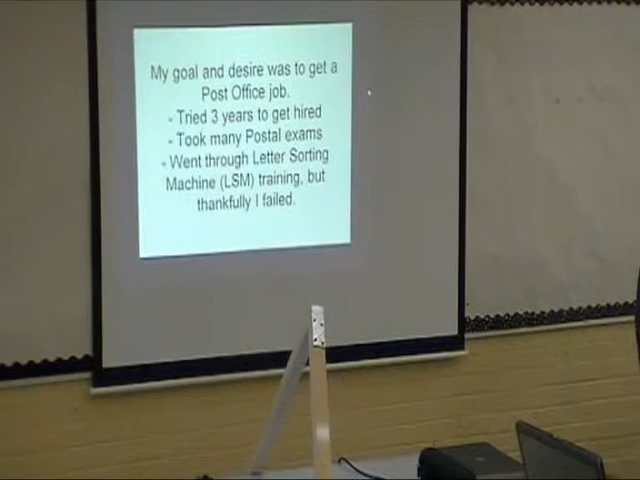 My goal and desire was to get a
Post Office job.
- Tried 3 years to get hired
- Took many Postal exams
- Went through Letter Sorting
Machine (LSM) training, but
thankfully I failed.